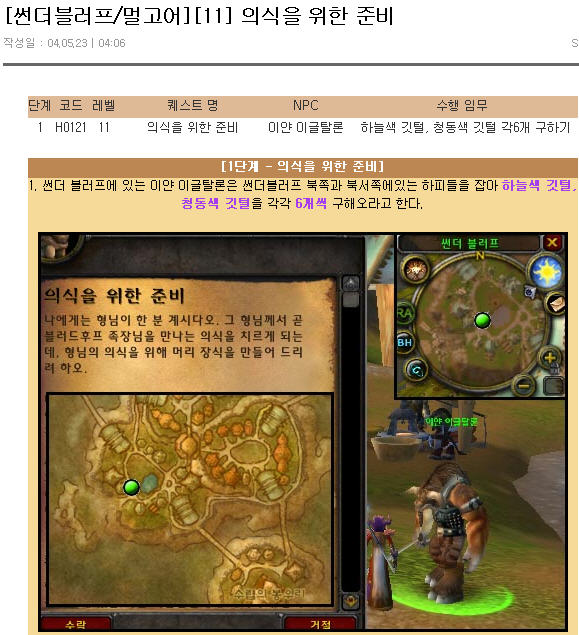 [썬더블러프/멀고어][11] 의식을 위한 준비
작성일 : 04.05.23 | 04:06
S
단계 코드 레벨 퀘스트 명 NPC 수행 임무
1 H0121 11 의식을 위한 준비 이얀 이글탈론 하늘색 깃털, 청동색 깃털 각6개 구하기
[1단계 - 의식을 위한 준비]
1. 썬더 블러프에 있는 이얀 이글탈론은 썬더블러프 북쪽과 북서쪽에있는 하피들을 잡아 하늘색 깃털,
청동색 깃털을 각각 6개씩 구해오라고 한다.
썬더 블러프
N
의식을 위한 준비
나에게는 형님이 한 분 계시다오. 그 형님께서 곧
블러드후프 족장님을 만나는 의식을 치르게 되는
데, 형님의 의식을 위해 머리 장식을 만들어 드리
려 하오.
RA
BH
이얀 이글탈론
수렵의 봉우리
수락
거절